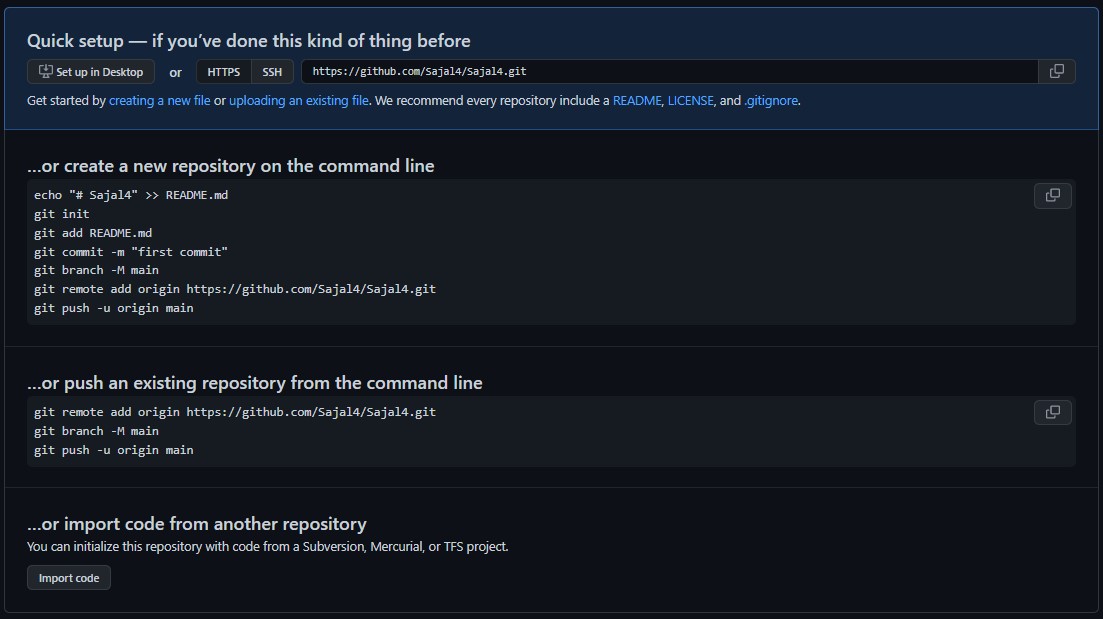 Quick setup — if you’ve done this kind of thing before
Set up in Desktop or HTTPS SSH https://github.com/Sajal4/Sajal4.git
Get started by creating a new file or uploading an existing file. We recommend every repository include a README, LICENSE, and .gitignore.
…or create a new repository on the command line
echo "# Sajal4" >> README.md
git init
git add README.md
git commit -m "first commit"
git branch -M main
git remote add origin https://github.com/Sajal4/Sajal4.git
git push -u origin main
…or push an existing repository from the command line
git remote add origin https://github.com/Sajal4/Sajal4.git
git branch -M main
git push -u origin main
…or import code from another repository
You can initialize this repository with code from a Subversion, Mercurial, or TFS project.
Import code